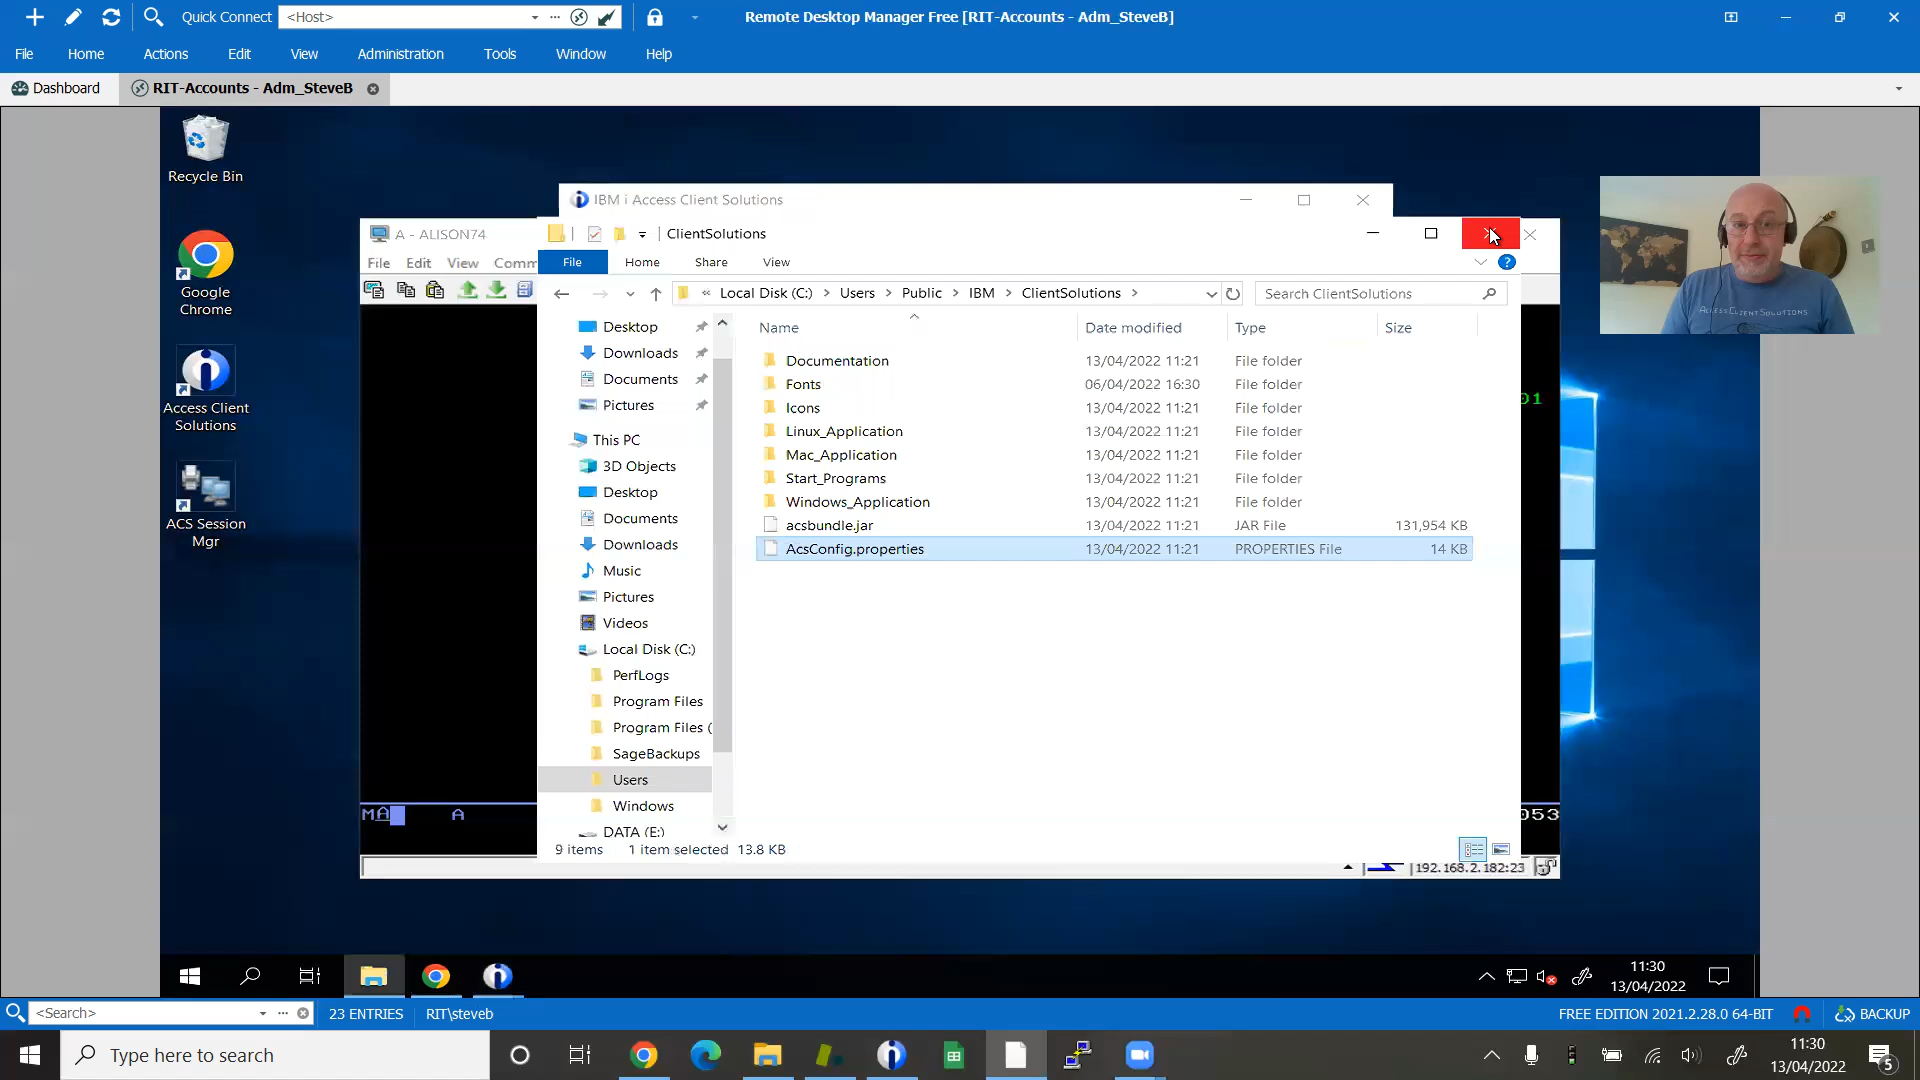 Quick Connect <Host> Remote Desktop Manager Free [RIT-Accounts - Adm_SteveB]
File Home Actions Edit View Administration Tools Window Help
Dashboard RIT-Accounts - Adm_SteveB
Recycle Bin
Google
Chrome
Access Client
Solutions
ACS Session
Mgr
IBM i Access Client Solutions
A - ALISON74
File Edit View Comm
ClientSolutions
File Home Share View
Local Disk (C:) Users Public IBM ClientSolutions Search ClientSolutions
Desktop
Downloads
Documents
Pictures
This PC
3D Objects
Desktop
Documents
Downloads
Music
Pictures
Videos
Local Disk (C:)
PerfLogs
Program Files
Program Files (
SageBackups
Users
Windows
DATA (E:)
Name Date modified Type Size
Documentation 13/04/2022 11:21 File folder
Fonts 06/04/2022 16:30 File folder
Icons 13/04/2022 11:21 File folder
Linux_Application 13/04/2022 11:21 File folder
Mac_Application 13/04/2022 11:21 File folder
Start_Programs 13/04/2022 11:21 File folder
Windows_Application 13/04/2022 11:21 File folder
acsbundle.jar 13/04/2022 11:21 JAR File 131,954 KB
AcsConfig.properties 13/04/2022 11:21 PROPERTIES File 14 KB
9 items 1 item selected 13.8 KB
01
MA A
053
192.168.2.182:23
ACCESS CLIENT SOLUTIONS
11:30
13/04/2022
<Search> 23 ENTRIES RIT\steveb FREE EDITION 2021.2.28.0 64-BIT BACKUP
Type here to search
11:30
13/04/2022
5